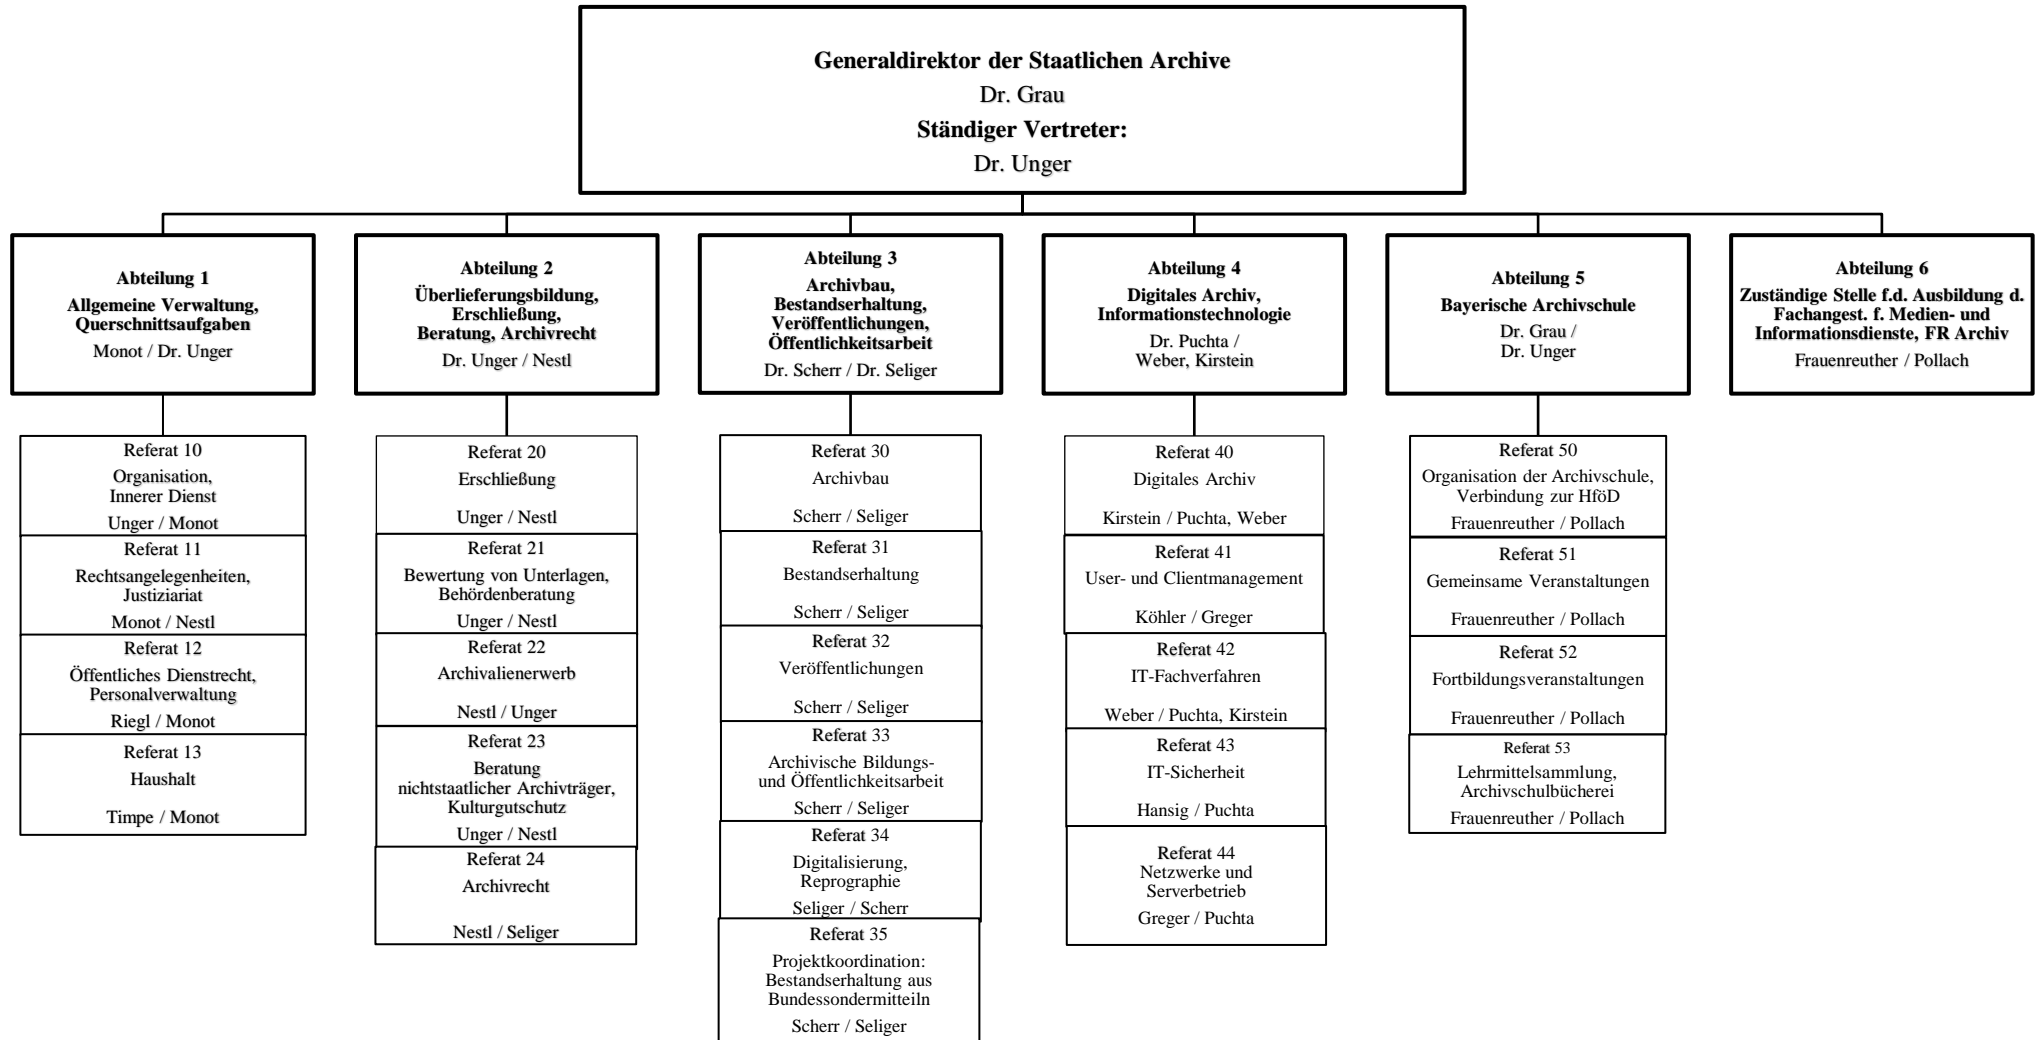 Generaldirektor der Staatlichen Archive
Dr. Grau
Ständiger Vertreter:
Dr. Unger
Abteilung 1
Allgemeine Verwaltung,
Querschnittsaufgaben
Monot / Dr. Unger
Abteilung 2
Überlieferungsbildung,
Erschließung,
Beratung, Archivrecht
Dr. Unger / Nestl
Abteilung 3
Archivbau,
Bestandserhaltung,
Veröffentlichungen,
Öffentlichkeitsarbeit
Dr. Scherr / Dr. Seliger
Abteilung 4
Digitales Archiv,
Informationstechnologie
Dr. Puchta /
Weber, Kirstein
Abteilung 5
Bayerische Archivschule
Dr. Grau /
Dr. Unger
Abteilung 6
Zuständige Stelle f.d. Ausbildung d.
Fachangest. f. Medien- und
Informationsdienste, FR Archiv
Frauenreuther / Pollach
Referat 10
Organisation,
Innerer Dienst
Unger / Monot
Referat 11
Rechtsangelegenheiten,
Justiziariat
Monot / Nestl
Referat 12
Öffentliches Dienstrecht,
Personalverwaltung
Riegl / Monot
Referat 13
Haushalt
Timpe / Monot
Referat 20
Erschließung
Unger / Nestl
Referat 21
Bewertung von Unterlagen,
Behördenberatung
Unger / Nestl
Referat 22
Archivalienerwerb
Nestl / Unger
Referat 23
Beratung
nichtstaatlicher Archivträger,
Kulturgutschutz
Unger / Nestl
Referat 24
Archivrecht
Nestl / Seliger
Referat 30
Archivbau
Scherr / Seliger
Referat 31
Bestandserhaltung
Scherr / Seliger
Referat 32
Veröffentlichungen
Scherr / Seliger
Referat 33
Archivische Bildungs-
und Öffentlichkeitsarbeit
Scherr / Seliger
Referat 34
Digitalisierung,
Reprographie
Seliger / Scherr
Referat 35
Projektkoordination:
Bestandserhaltung aus
Bundessondermitteiln
Scherr / Seliger
Referat 40
Digitales Archiv
Kirstein / Puchta, Weber
Referat 41
User- und Clientmanagement
Köhler / Greger
Referat 42
IT-Fachverfahren
Weber / Puchta, Kirstein
Referat 43
IT-Sicherheit
Hansig / Puchta
Referat 44
Netzwerke und
Serverbetrieb
Greger / Puchta
Referat 50
Organisation der Archivschule,
Verbindung zur HföD
Frauenreuther / Pollach
Referat 51
Gemeinsame Veranstaltungen
Frauenreuther / Pollach
Referat 52
Fortbildungsveranstaltungen
Frauenreuther / Pollach
Referat 53
Lehrmittelsammlung,
Archivschulbücherei
Frauenreuther / Pollach